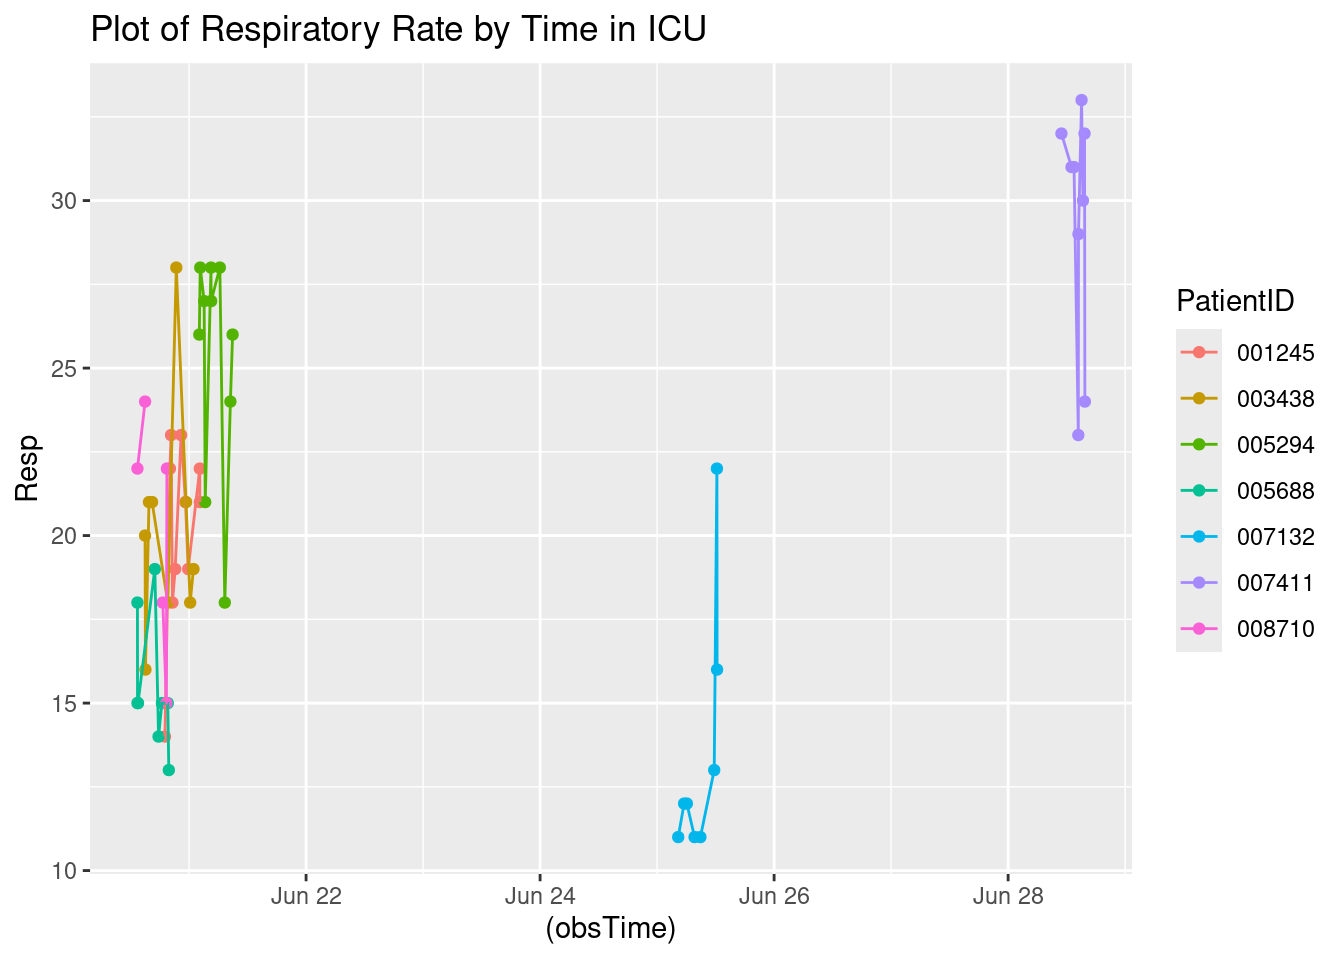 Plot of Respiratory Rate by Time in ICU
Resp
30
25
20
15
10
Jun 22
Jun 24
Jun 26
Jun 28
(obsTime)
PatientID
001245
003438
005294
005688
007132
007411
008710